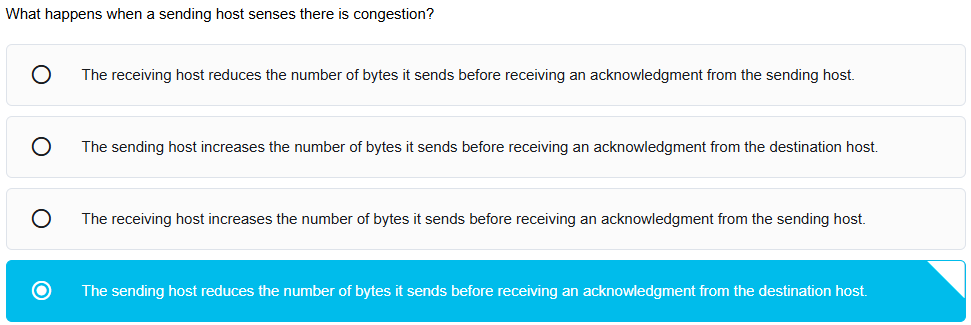 What happens when a sending host senses there is congestion?
The receiving host reduces the number of bytes it sends before receiving an acknowledgment from the sending host.
The sending host increases the number of bytes it sends before receiving an acknowledgment from the destination host.
The receiving host increases the number of bytes it sends before receiving an acknowledgment from the sending host.
The sending host reduces the number of bytes it sends before receiving an acknowledgment from the destination host.